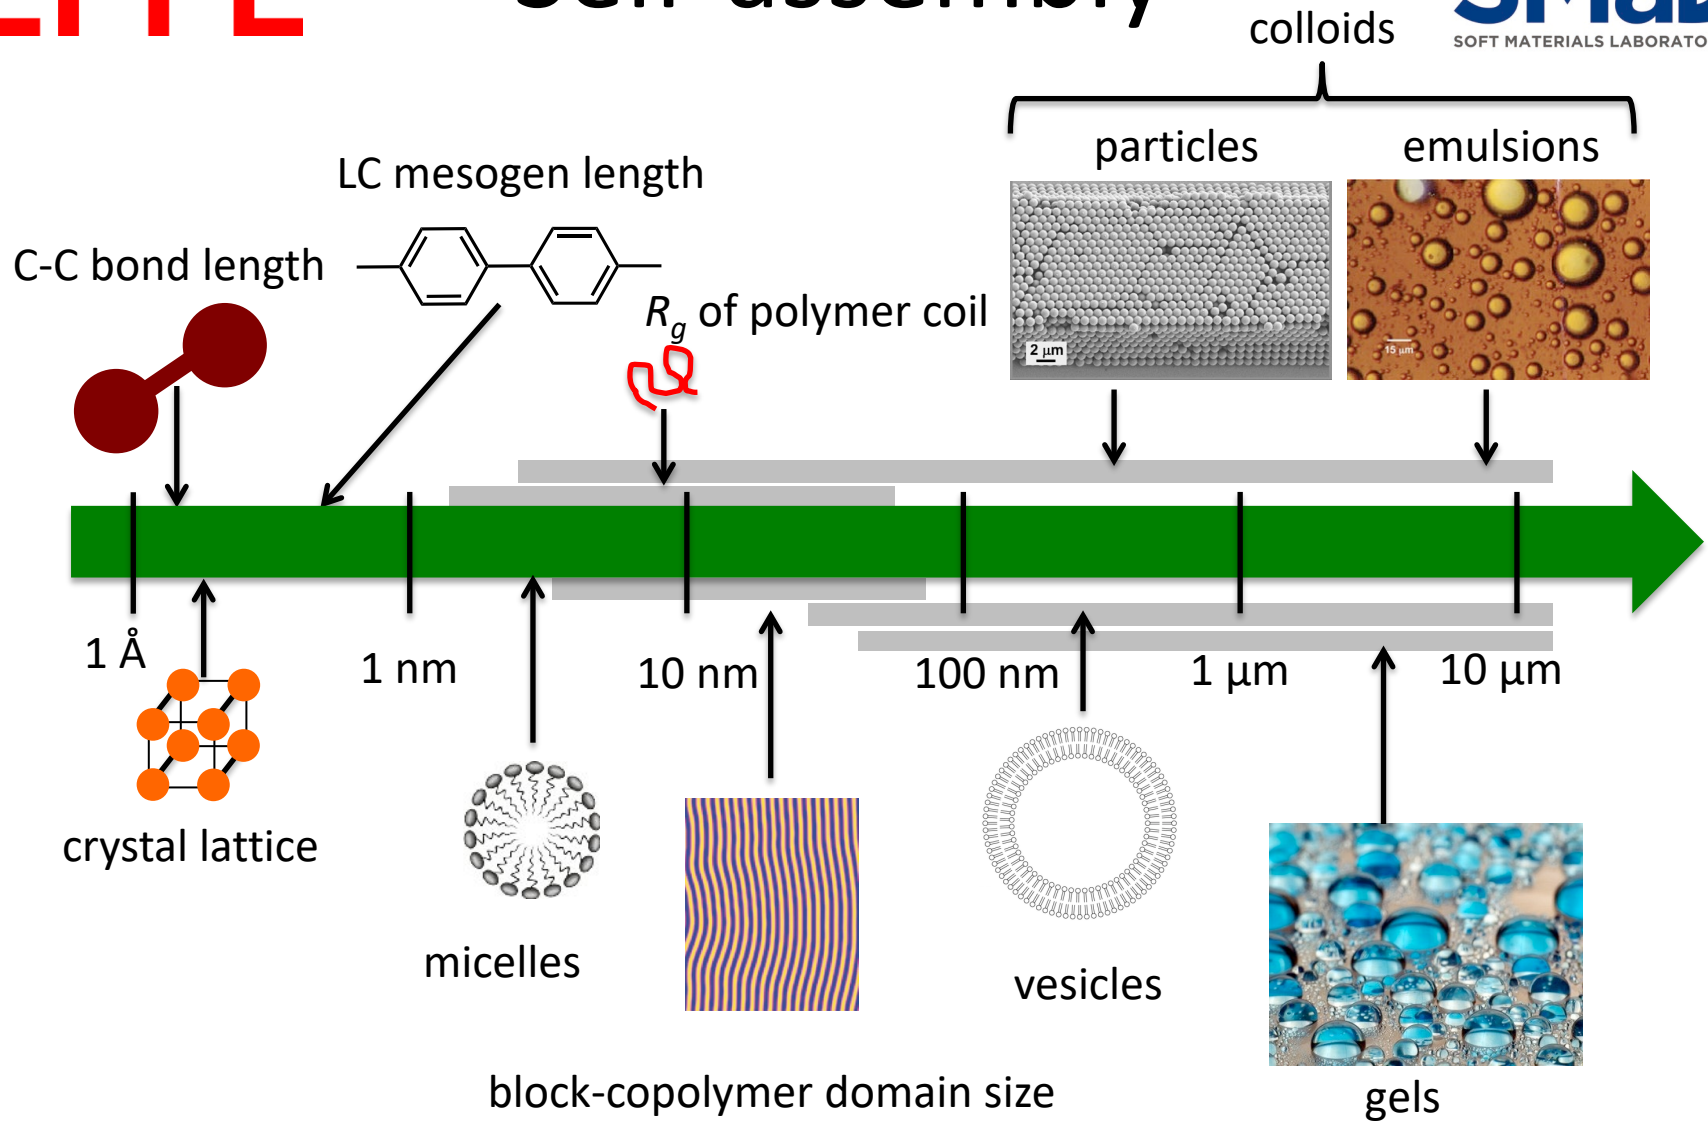 Self-assembly
colloids
SOFT MATERIALS
particles
emulsions
LC mesogen length
C-C bond length
Rg of polymer coil
2 μm
15 μm
1 Å
1 nm
10 nm
100 nm
1 μm
10 μm
crystal lattice
micelles
vesicles
block-copolymer domain size
gels